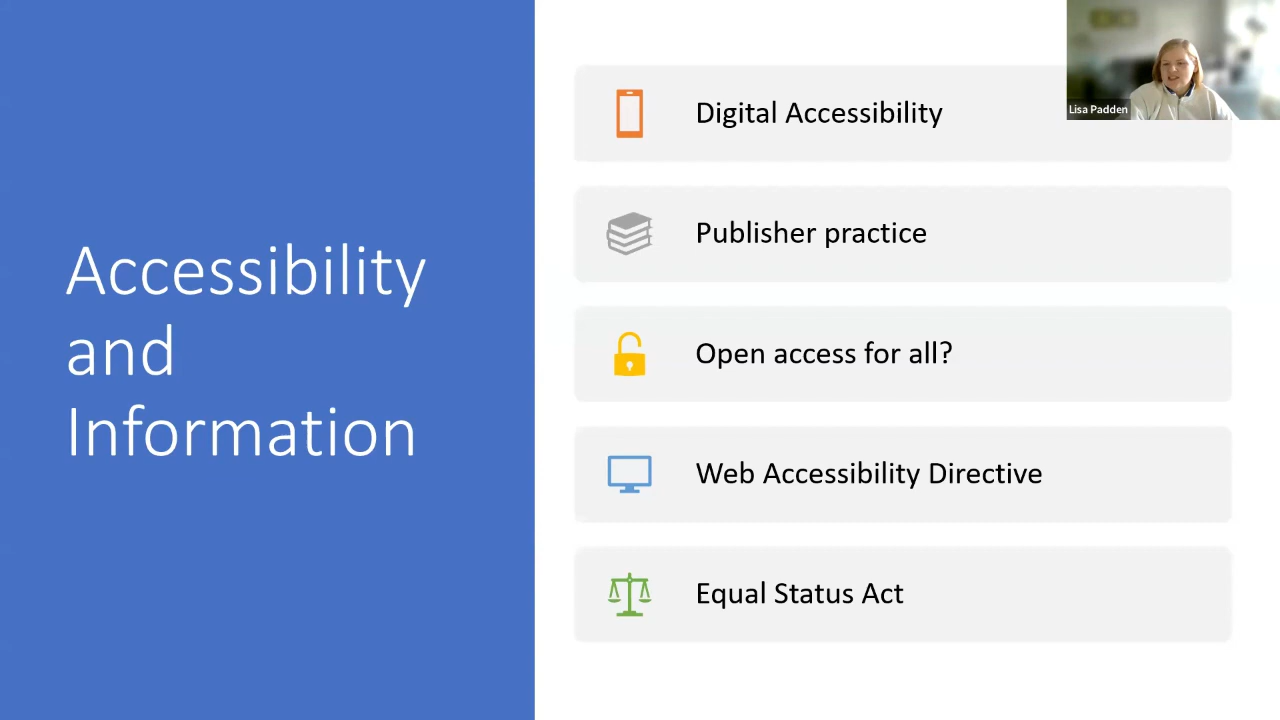 Accessibility
and
Information
Digital Accessibility
Publisher practice
Open access for all?
Web Accessibility Directive
Equal Status Act
Lisa Padden